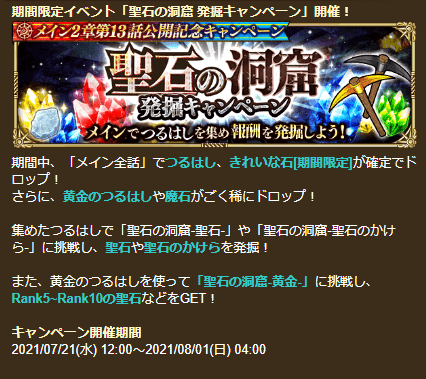 期間限定イベント「聖石の洞窟 発掘キャンペーン」開催！
メイン2章第13話公開記念キャンペーン
聖石の洞窟
発掘キャンペーン
メインでつるはしを集め報酬を発掘しよう！
期間中、「メイン全話」でつるはし、きれいな石[期間限定]が確定でド
ロップ！
さらに、黄金のつるはしや魔石がごく稀にドロップ！
集めたつるはしで「聖石の洞窟-聖石-」や「聖石の洞窟-聖石のかけ
ら-」に挑戦し、聖石や聖石のかけらを発掘！
また、黄金のつるはしを使って「聖石の洞窟-黄金-」に挑戦し、
Rank5~Rank10の聖石などをGET！
キャンペーン開催期間
2021/07/21(水) 12:00～2021/08/01(日) 04:00